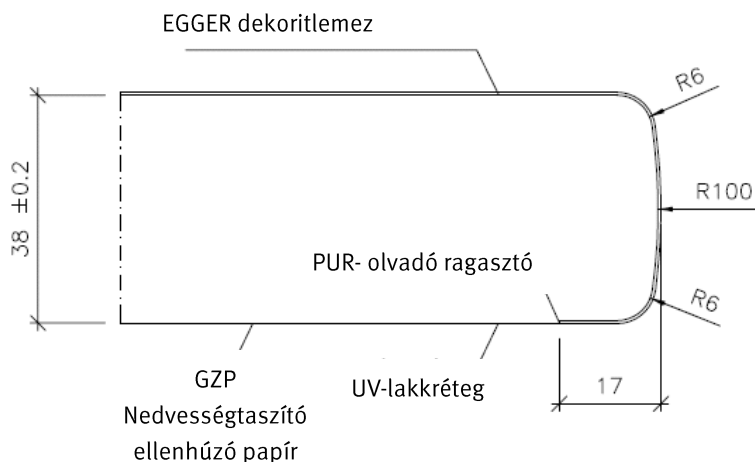 EGGER dekoritlemez
R6
R100
38 ±0.2
PUR- olvadó ragasztó
R6
17
GZP
Nedvességtaszító
ellenhúzó papír
UV-lakkréteg